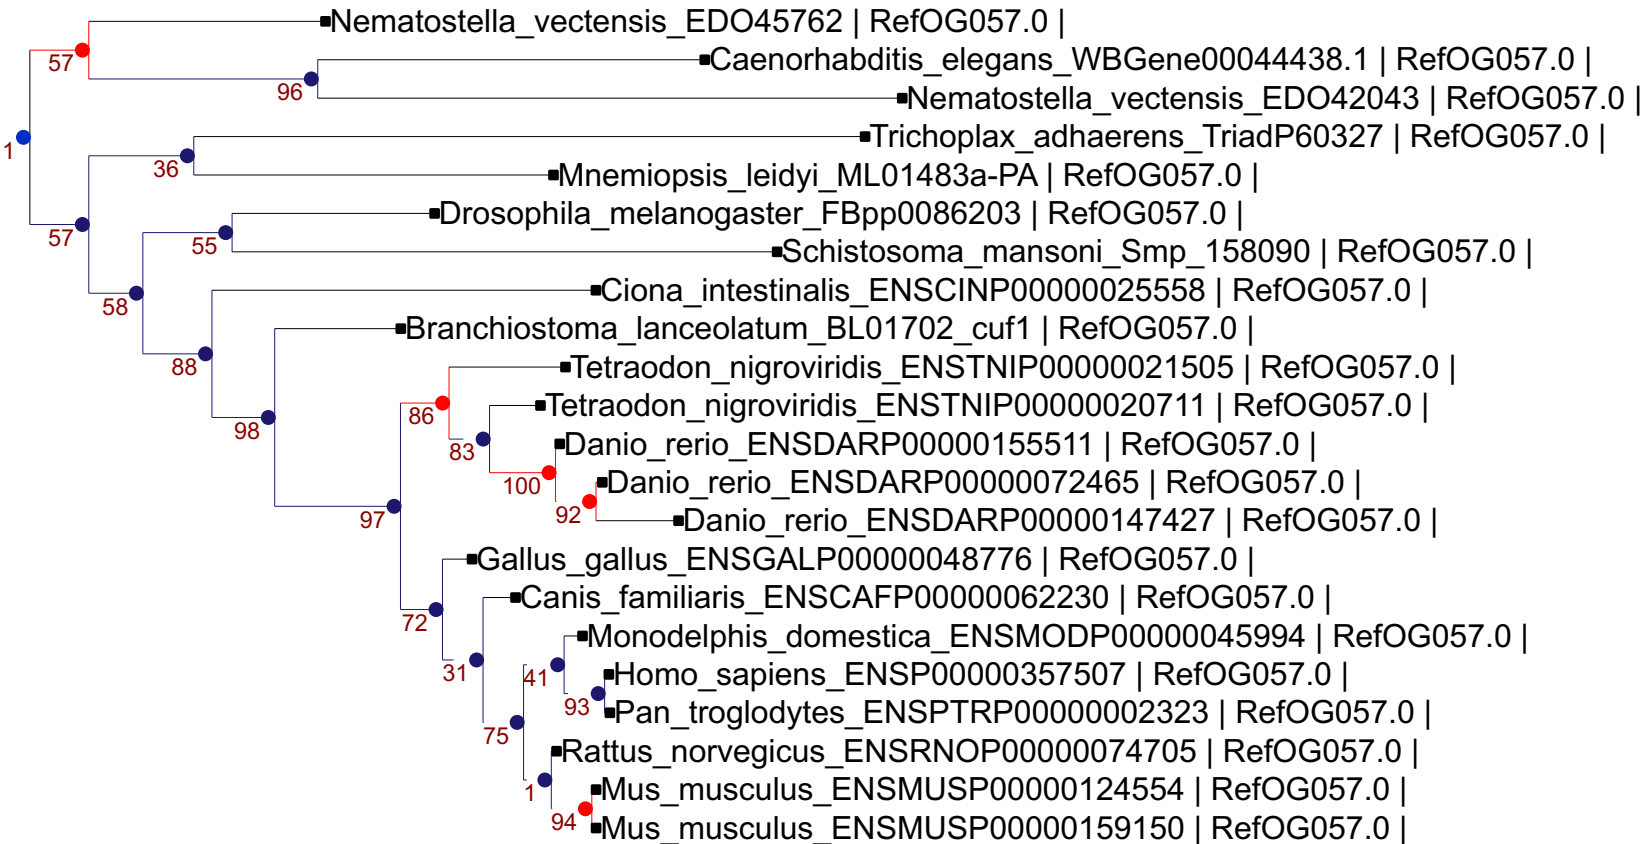 Nematostella_vectensis_EDO45762 | RefOG057.0 |
57
Caenorhabditis_elegans_WBGene00044438.1 | RefOG057.0 |
96
Nematostella_vectensis_EDO42043 | RefOG057.0 |
Trichoplax_adhaerens_TriadP60327 | RefOG057.0 |
1
36
Mnemiopsis_leidyi_ML01483a-PA | RefOG057.0 |
Drosophila_melanogaster_FBpp0086203 | RefOG057.0 |
57
55
Schistosoma_mansoni_Smp_158090 | RefOG057.0 |
Ciona_intestinalis_ENSCINP00000025558 | RefOG057.0 |
58
Branchiostoma_lanceolatum_BL01702_cuf1 | RefOG057.0 |
88
Tetraodon_nigroviridis_ENSTNIP00000021505 | RefOG057.0 |
Tetraodon_nigroviridis_ENSTNIP00000020711 | RefOG057.0 |
86
98
Danio_rerio_ENSDARP00000155511 | RefOG057.0 |
83
Danio_rerio_ENSDARP00000072465 | RefOG057.0 |
100
Danio_rerio_ENSDARP00000147427 | RefOG057.0 |
92
97
Gallus_gallus_ENSGALP00000048776 | RefOG057.0 |
Canis_familiaris_ENSCAFP00000062230 | RefOG057.0 |
72
Monodelphis_domestica_ENSMODP00000045994 | RefOG057.0 |
31
41
Homo_sapiens_ENSP00000357507 | RefOG057.0 |
93
Pan_troglodytes_ENSPTRP00000002323 | RefOG057.0 |
75
Rattus_norvegicus_ENSRNOP00000074705 | RefOG057.0 |
1
Mus_musculus_ENSMUSP00000124554 | RefOG057.0 |
94
Mus_musculus_ENSMUSP00000159150 | RefOG057.0 |